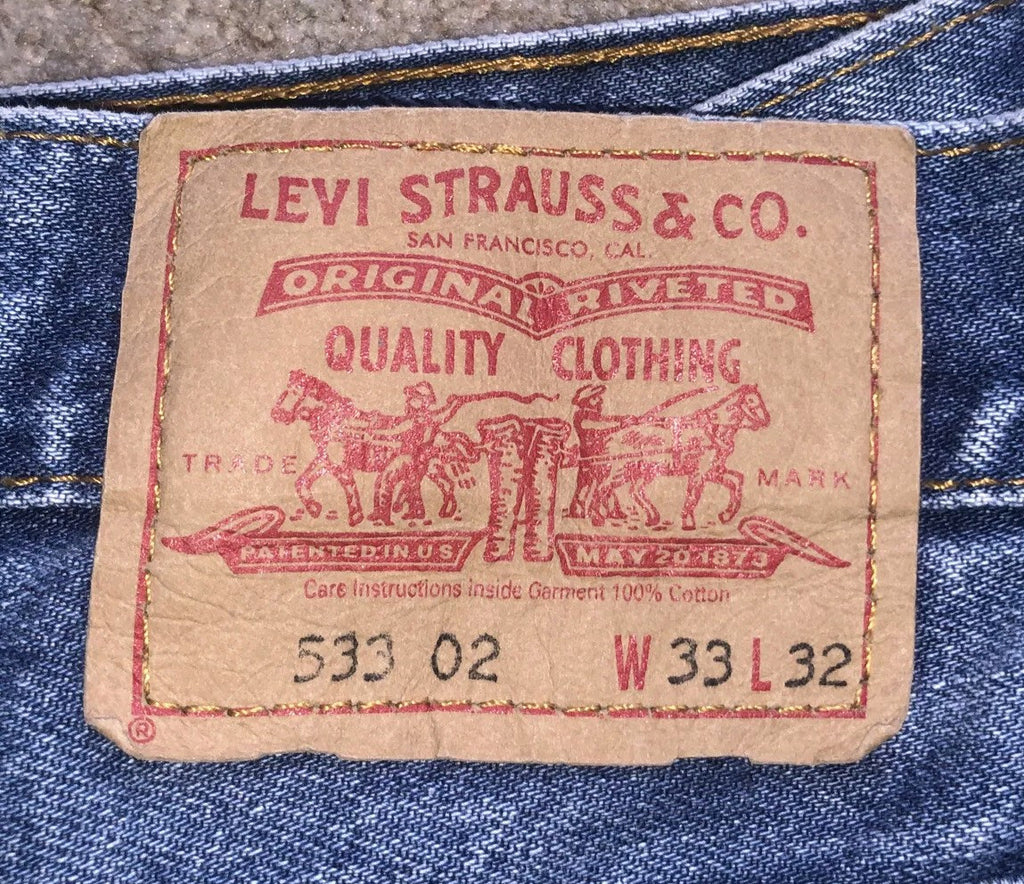 LEVI STRAUSS & CO.
SAN FRANCISCO, CAL.
ORIGINAL RIVETED
QUALITY CLOTHING
TRADE MARK
PATENTED IN U S MAY 20 1873
Care Instructions Inside Garment 100% Cotton
533 02 W 33 L 32
®